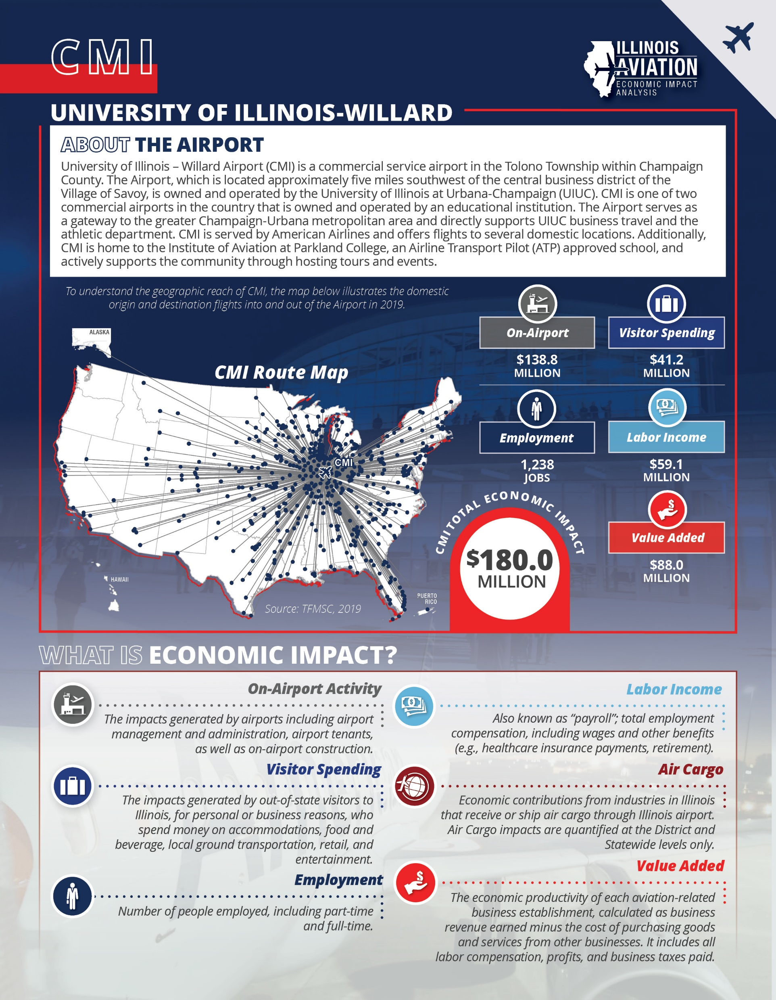 CMI
ILLINOIS
AVIATION
ECONOMIC IMPACT
ANALYSIS
UNIVERSITY OF ILLINOIS-WILLARD
ABOUT THE AIRPORT
University of Illinois – Willard Airport (CMI) is a commercial service airport in the Tolono Township within Champaign
County. The Airport, which is located approximately five miles southwest of the central business district of the
Village of Savoy, is owned and operated by the University of Illinois at Urbana-Champaign (UIUC). CMI is one of two
commercial airports in the country that is owned and operated by an educational institution. The Airport serves as
a gateway to the greater Champaign-Urbana metropolitan area and directly supports UIUC business travel and the
athletic department. CMI is served by American Airlines and offers flights to several domestic locations. Additionally,
CMI is home to the Institute of Aviation at Parkland College, an Airline Transport Pilot (ATP) approved school, and
actively supports the community through hosting tours and events.
To understand the geographic reach of CMI, the map below illustrates the domestic
origin and destination flights into and out of the Airport in 2019.
ALASKA
CMI Route Map
CMI
HAWAII
PUERTO
RICO
Source: TFMSC, 2019
On-Airport
$138.8
MILLION
Visitor Spending
$41.2
MILLION
Employment
1,238
JOBS
Labor Income
$59.1
MILLION
CMI TOTAL ECONOMIC IMPACT
$180.0
MILLION
Value Added
$88.0
MILLION
WHAT IS ECONOMIC IMPACT?
On-Airport Activity
The impacts generated by airports including airport
management and administration, airport tenants,
as well as on-airport construction.
Visitor Spending
The impacts generated by out-of-state visitors to
Illinois, for personal or business reasons, who
spend money on accommodations, food and
beverage, local ground transportation, retail, and
entertainment.
Employment
Number of people employed, including part-time
and full-time.
Labor Income
Also known as “payroll”; total employment
compensation, including wages and other benefits
(e.g., healthcare insurance payments, retirement).
Air Cargo
Economic contributions from industries in Illinois
that receive or ship air cargo through Illinois airport.
Air Cargo impacts are quantified at the District and
Statewide levels only.
Value Added
The economic productivity of each aviation-related
business establishment, calculated as business
revenue earned minus the cost of purchasing goods
and services from other businesses. It includes all
labor compensation, profits, and business taxes paid.